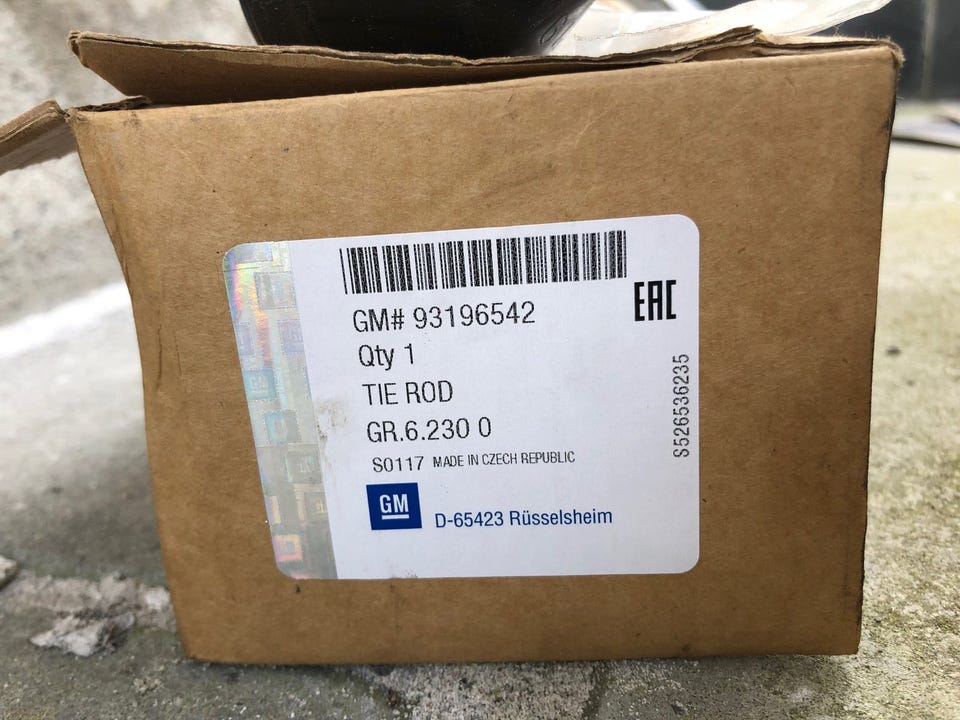 GM# 93196542
EAC
Qty 1
TIE ROD
GR.6.230 0
S0117 MADE IN CZECH REPUBLIC
S526536235
GM
D-65423 Rüsselsheim
GM